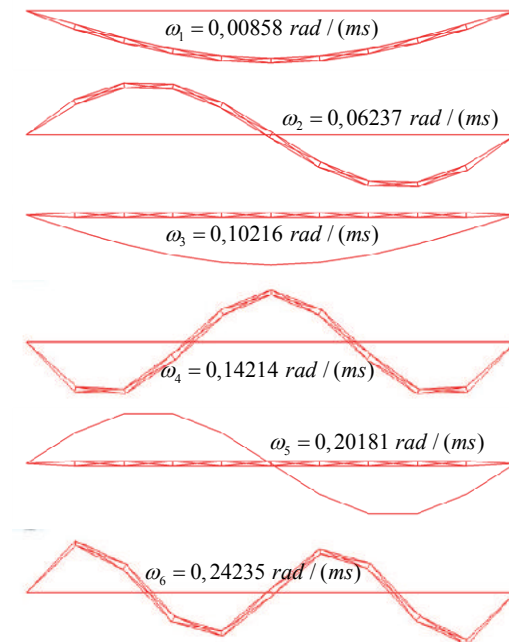 ω₁ = 0,00858 rad / (ms)
ω₂ = 0,06237 rad / (ms)
ω₃ = 0,10216 rad / (ms)
ω₄ = 0,14214 rad / (ms)
ω₅ = 0,20181 rad / (ms)
ω₆ = 0,24235 rad / (ms)